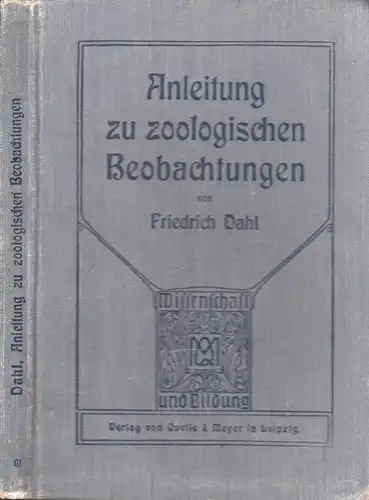 Dahl, Anleitung zu zoologischen Beobachtungen
61
Anleitung
zu zoologischen
Beobachtungen
von
Friedrich Dahl
Wissenschaft
QM
und Bildung
Verlag von Quelle & Meyer in Leipzig.